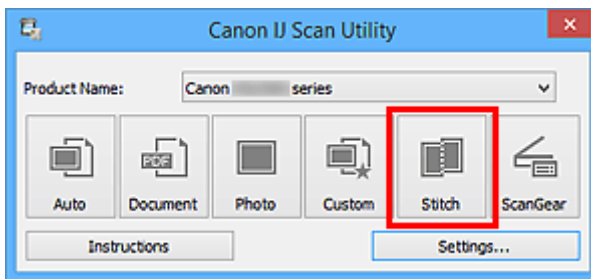 Canon IJ Scan Utility
Product Name: Canon series
PDF
Auto Document Photo Custom Stitch ScanGear
Instructions Settings...